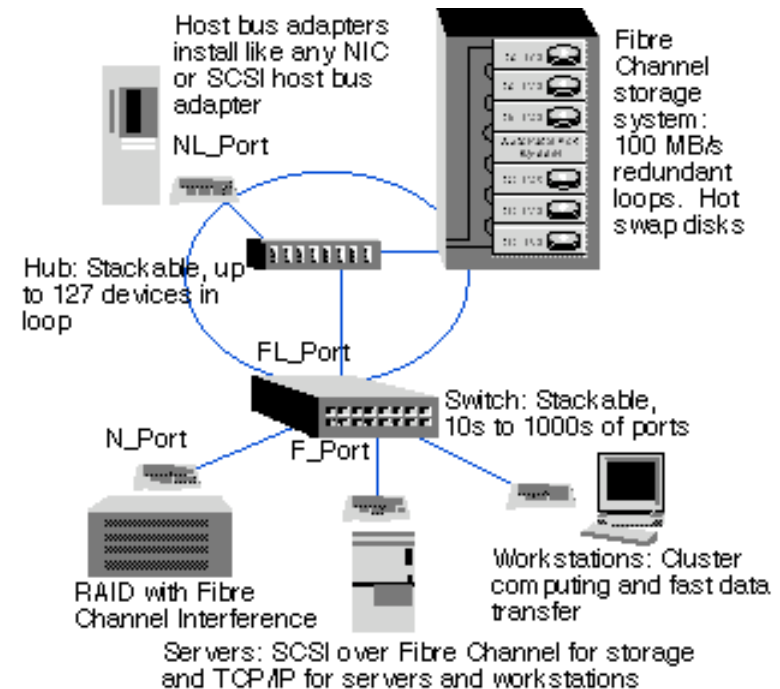 Host bus adapters
install like any NIC
or SCSI host bus
adapter
NL_Port
Fibre
Channel
storage
system:
100 MB/s
redundant
loops. Hot
swap disks
Hub: Stackable, up
to 127 devices in
loop
FL_Port
Switch: Stackable,
10s to 1000s of ports
N_Port
F_Port
RAID with Fibre
Channel Interference
Workstations: Cluster
computing and fast data
transfer
Servers: SCSI over Fibre Channel for storage
and TCP/IP for servers and workstations